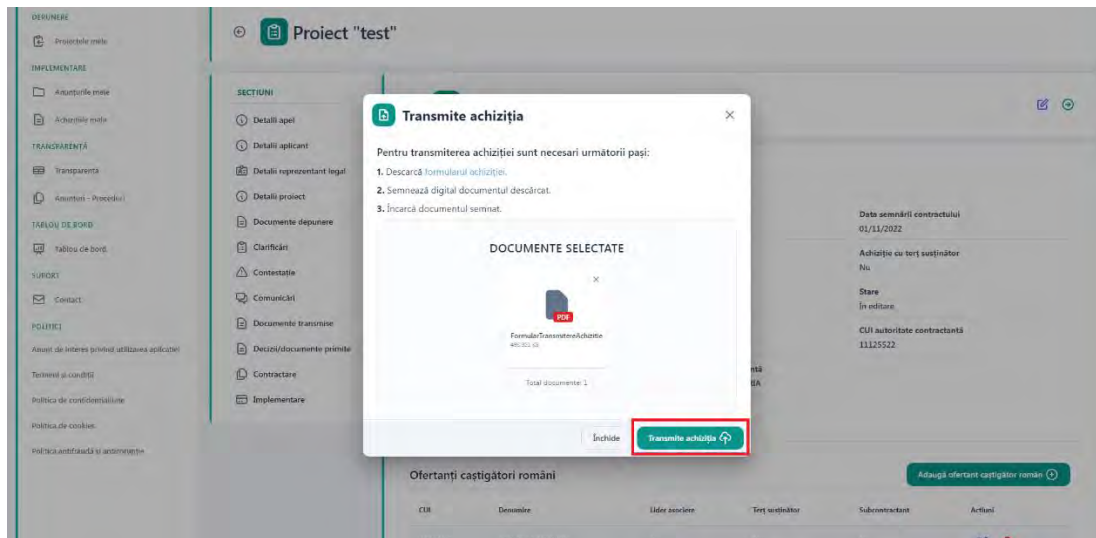 DEPUNERE
Proiectele mele
IMPLEMENTARE
Anunțurile mele
Achizițiile mele
TRANSPARENȚĂ
Transparența
Anunțuri - Proceduri
TABLOU DE BORD
Tablou de bord
SUPORT
Contact
POLITICI
Anunț de interes privind utilizarea aplicației
Termeni și condiții
Politica de confidențialitate
Politica de cookies
Politica antifraudă și anticorupție
Proiect "test"
SECȚIUNI
Detalii apel
Detalii aplicant
Detalii reprezentant legal
Detalii proiect
Documente depunere
Clarificări
Contestație
Comunicări
Documente transmise
Decizii/documente primite
Contractare
Implementare
Transmite achiziția
Pentru transmiterea achiziției sunt necesari următorii pași:
1. Descarcă formularul achiziției.
2. Semnează digital documentul descărcat.
3. Încarcă documentul semnat.
DOCUMENTE SELECTATE
PDF
FormularTransmitereAchizitie
Total documente: 1
Închide
Transmite achiziția
Data semnării contractului
01/11/2022
Achiziție cu terț susținător
Nu
Stare
În editare
CUI autoritate contractantă
11125522
Ofertanți castigători români
Adaugă ofertant castigător român
CUI Denumire Lider asociere Terț susținător Subcontractant Acțiuni